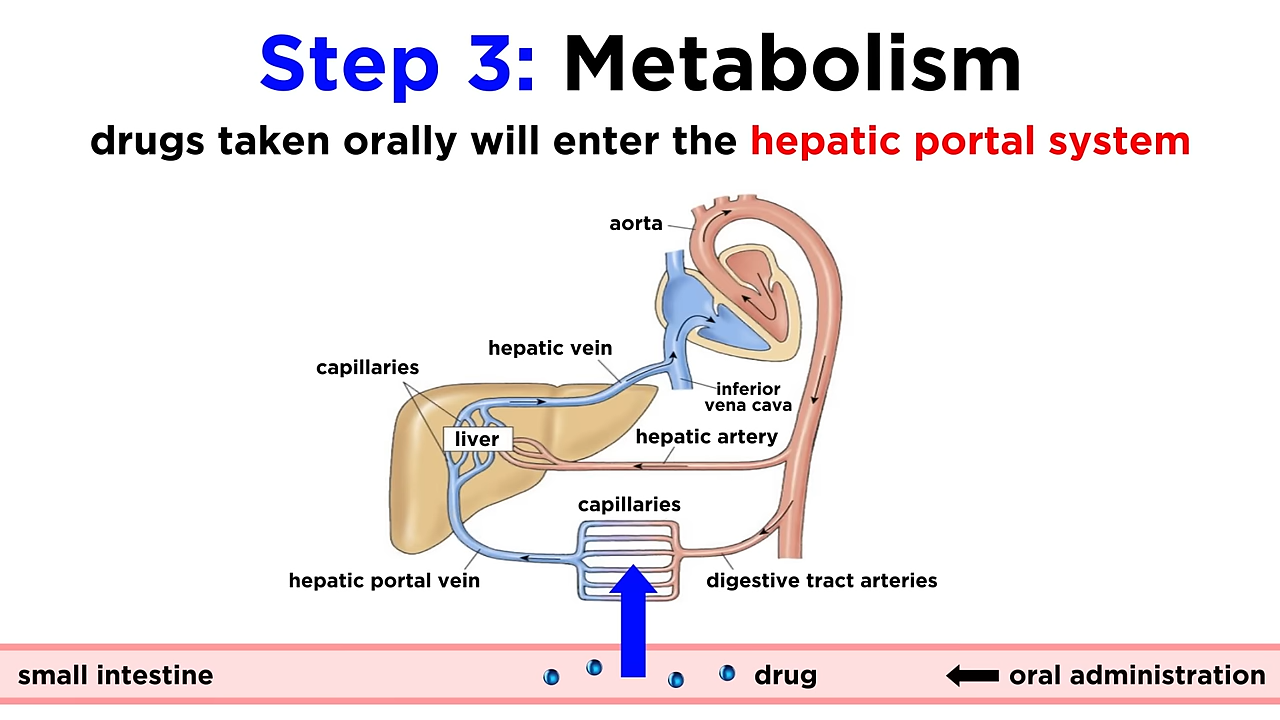 Step 3: Metabolism
drugs taken orally will enter the hepatic portal system
aorta
hepatic vein
capillaries
inferior
vena cava
liver
hepatic artery
capillaries
hepatic portal vein
digestive tract arteries
small intestine
drug
oral administration